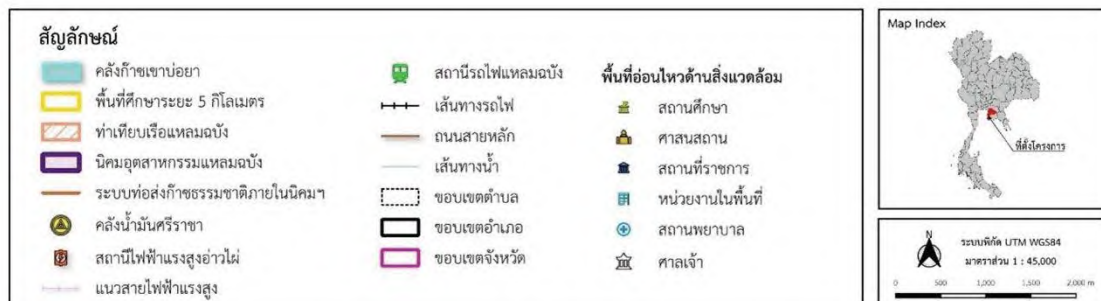 สัญลักษณ์
คลังก๊าซเขาบ่อยา
พื้นที่ศึกษาระยะ 5 กิโลเมตร
ท่าเทียบเรือแหลมฉบัง
นิคมอุตสาหกรรมแหลมฉบัง
ระบบท่อส่งก๊าซธรรมชาติภายในนิคมฯ
คลังน้ำมันศรีราชา
สถานีไฟฟ้าแรงสูงอ่าวไผ่
แนวสายไฟฟ้าแรงสูง
สถานีรถไฟแหลมฉบัง
เส้นทางรถไฟ
ถนนสายหลัก
เส้นทางน้ำ
ขอบเขตตำบล
ขอบเขตอำเภอ
ขอบเขตจังหวัด
พื้นที่อ่อนไหวด้านสิ่งแวดล้อม
สถานศึกษา
ศาสนสถาน
สถานที่ราชการ
หน่วยงานในพื้นที่
สถานพยาบาล
ศาลเจ้า
Map Index
ที่ตั้งโครงการ
N
ระบบพิกัด UTM WGS84
มาตราส่วน 1 : 45,000
0 500 1,000 1,500 2,000 m